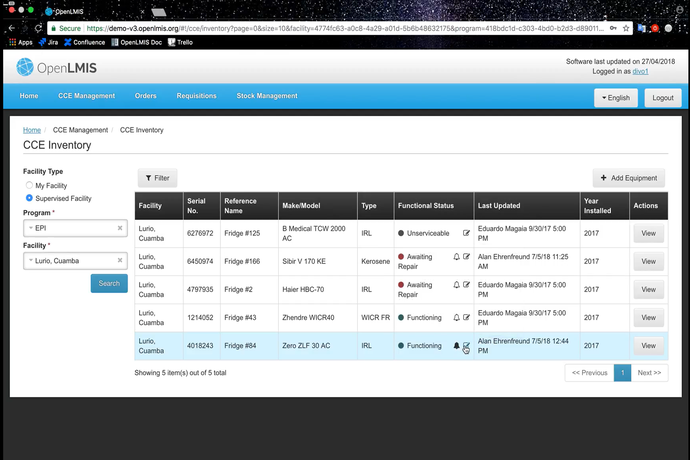 OpenLMIS
Secure https://demo-v3.openlmis.org/#!/cce/inventory?page=0&size=10&facility=4774fc63-a0c8-4a29-a01d-5b6b48632175&program=418bdc1d-c303-4bd0-b2d3-d89011...
Apps Jira Confluence OpenLMIS Doc Trello
OpenLMIS
Software last updated on 27/04/2018
Logged in as divo1
Home CCE Management Orders Requisitions Stock Management English Logout
Home / CCE Management / CCE Inventory
CCE Inventory
Facility Type
My Facility
Supervised Facility
Program *
EPI
Facility *
Lurio, Cuamba
Search
Filter
+ Add Equipment
Facility Serial No. Reference Name Make/Model Type Functional Status Last Updated Year Installed Actions
Lurio, Cuamba 6276972 Fridge #125 B Medical TCW 2000 AC IRL Unserviceable Eduardo Magaia 9/30/17 5:00 PM 2017 View
Lurio, Cuamba 6450974 Fridge #166 Sibir V 170 KE Kerosene Awaiting Repair Alan Ehrenfreund 7/5/18 11:25 AM 2017 View
Lurio, Cuamba 4797935 Fridge #2 Haier HBC-70 IRL Awaiting Repair Eduardo Magaia 9/30/17 5:00 PM 2017 View
Lurio, Cuamba 1214052 Fridge #43 Zhendre WICR40 WICR FR Functioning Eduardo Magaia 9/30/17 5:00 PM 2017 View
Lurio, Cuamba 4018243 Fridge #84 Zero ZLF 30 AC IRL Functioning Alan Ehrenfreund 7/5/18 12:44 PM 2017 View
Showing 5 item(s) out of 5 total
<< Previous 1 Next >>